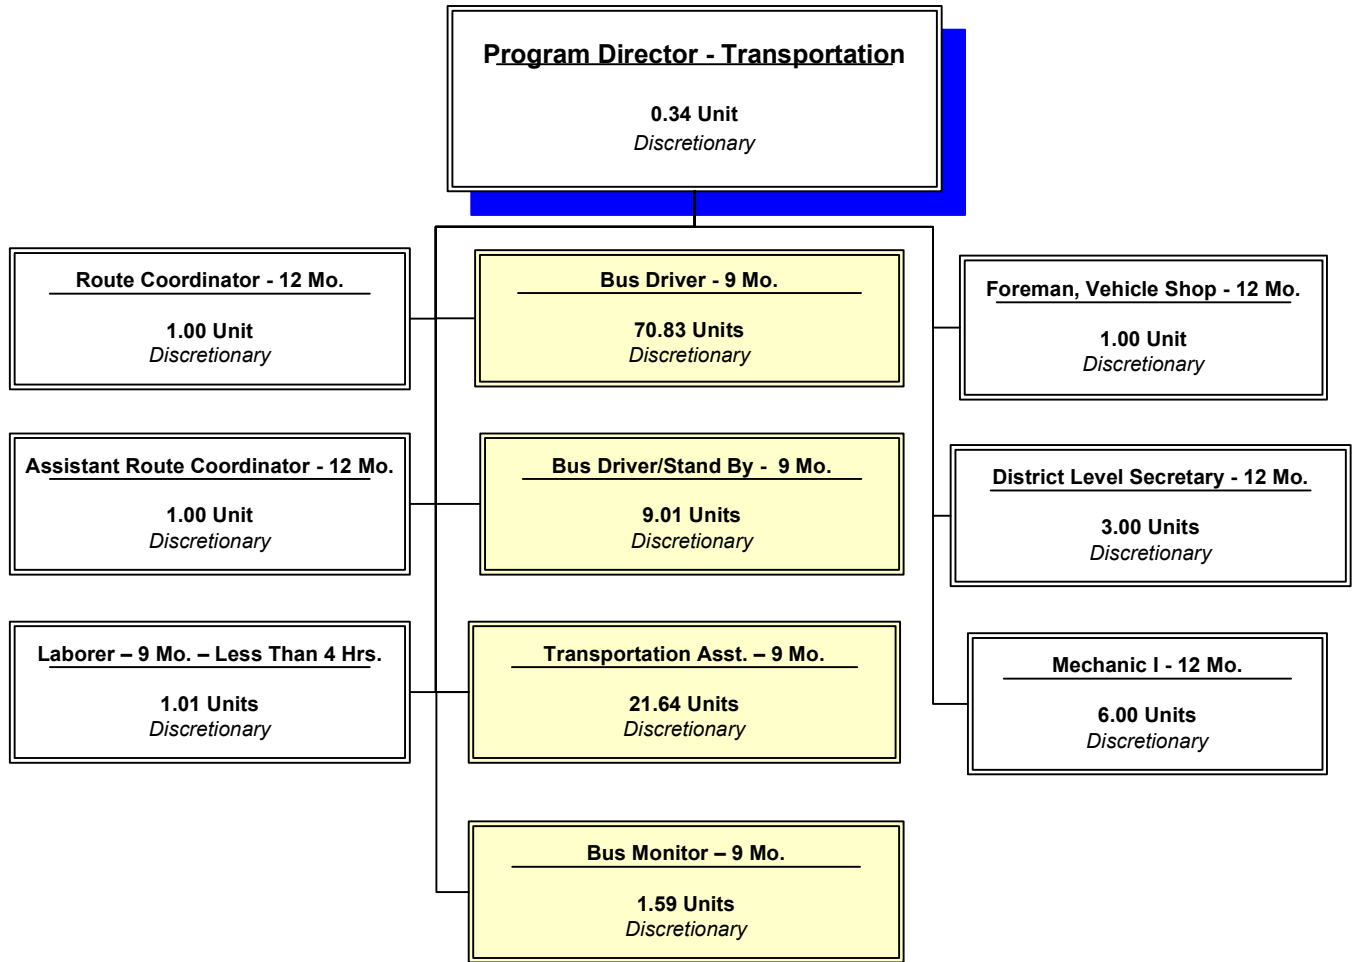 Program Director - Transportation
0.34 Unit
Discretionary
Route Coordinator - 12 Mo.
1.00 Unit
Discretionary
Bus Driver - 9 Mo.
70.83 Units
Discretionary
Foreman, Vehicle Shop - 12 Mo.
1.00 Unit
Discretionary
Assistant Route Coordinator - 12 Mo.
1.00 Unit
Discretionary
Bus Driver/Stand By - 9 Mo.
9.01 Units
Discretionary
District Level Secretary - 12 Mo.
3.00 Units
Discretionary
Laborer – 9 Mo. – Less Than 4 Hrs.
1.01 Units
Discretionary
Transportation Asst. – 9 Mo.
21.64 Units
Discretionary
Mechanic I - 12 Mo.
6.00 Units
Discretionary
Bus Monitor – 9 Mo.
1.59 Units
Discretionary